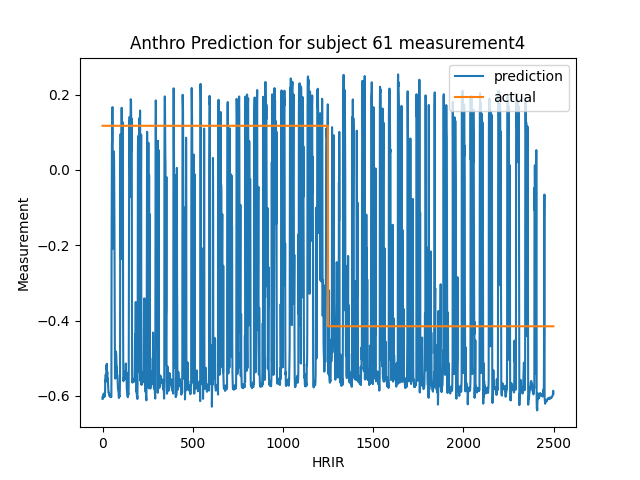 Anthro Prediction for subject 61 measurement4
prediction
actual
0.2
0.0
−0.2
−0.4
−0.6
Measurement
0
500
1000
1500
2000
2500
HRIR